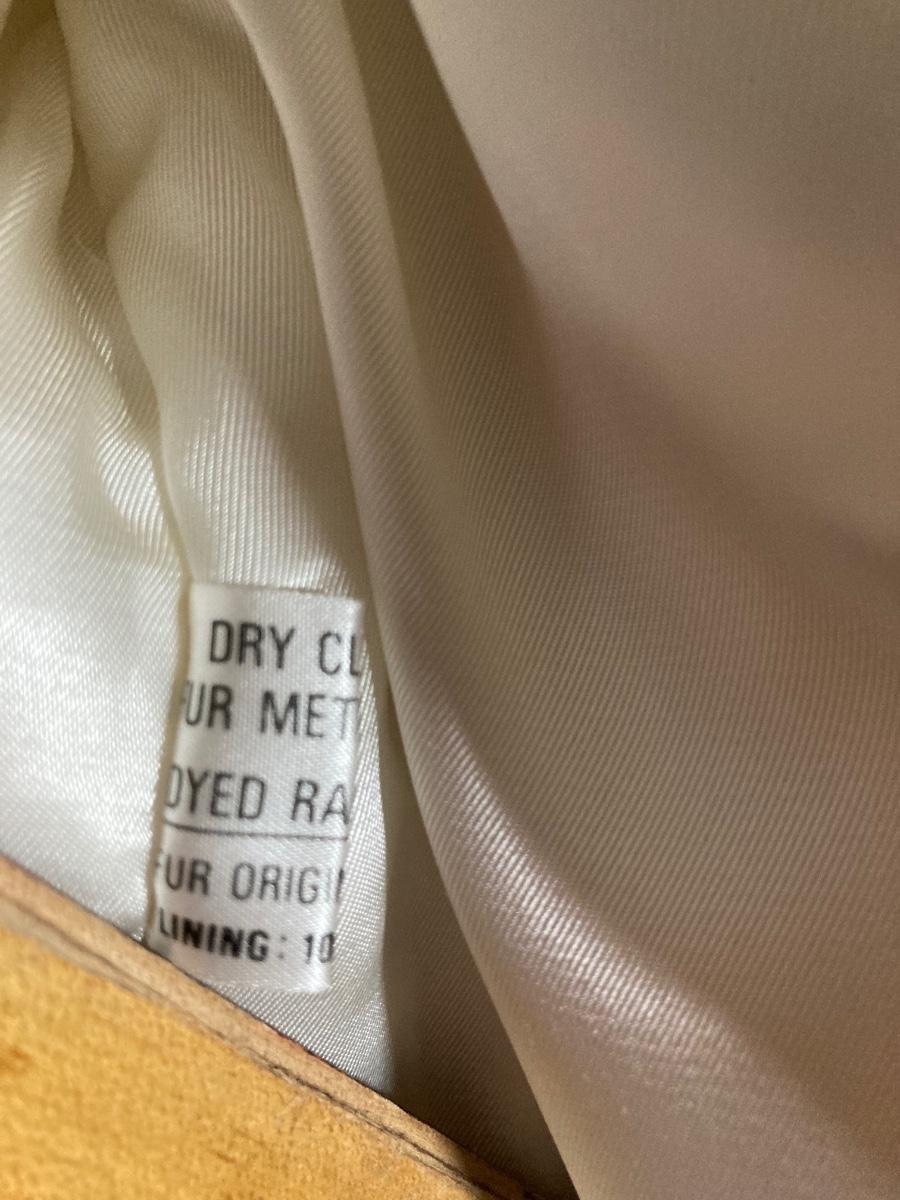 DRY CL
FUR MET
DYED RA
FUR ORIGI
LINING: 10